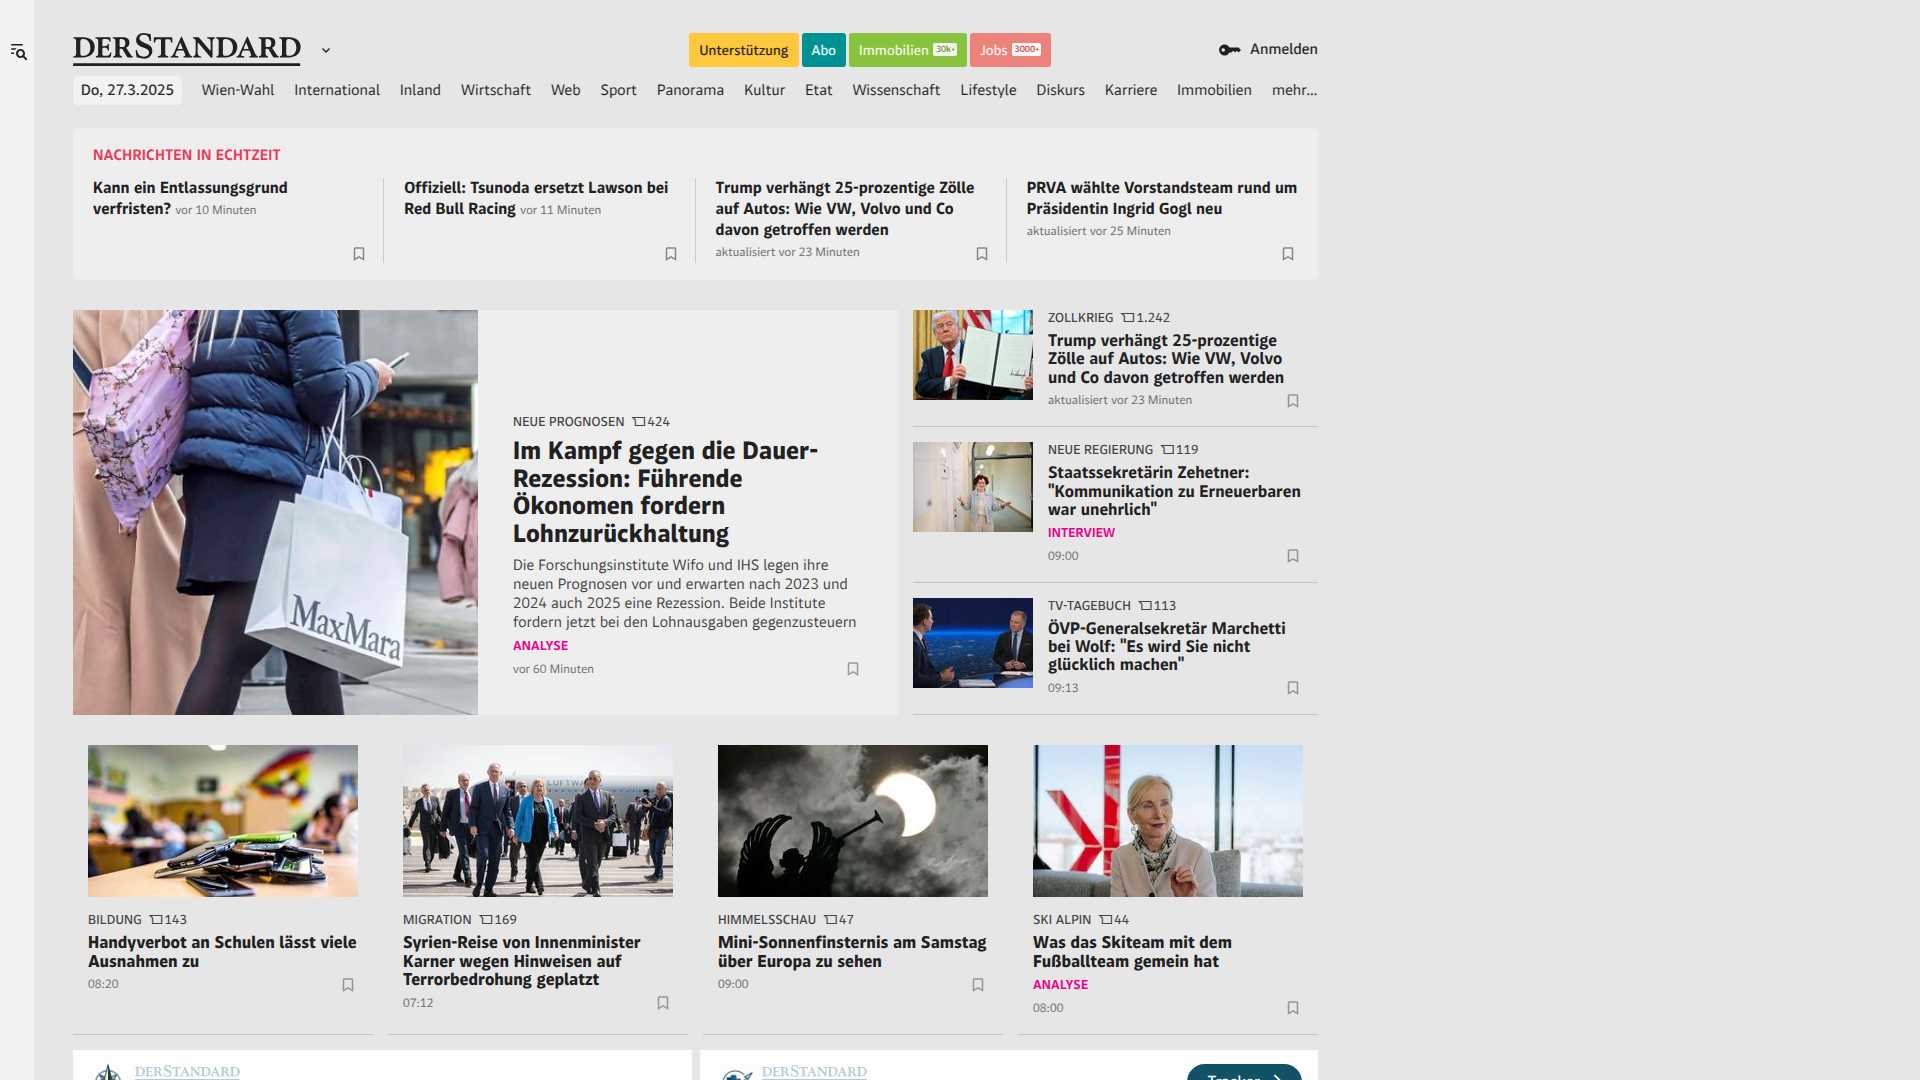 DERSTANDARD
Unterstützung
Abo
Immobilien 30k+
Jobs 3000+
Anmelden
Do, 27.3.2025
Wien-Wahl
International
Inland
Wirtschaft
Web
Sport
Panorama
Kultur
Etat
Wissenschaft
Lifestyle
Diskurs
Karriere
Immobilien
mehr...
NACHRICHTEN IN ECHTZEIT
Kann ein Entlassungsgrund
verfristen? vor 10 Minuten
Offiziell: Tsunoda ersetzt Lawson bei
Red Bull Racing vor 11 Minuten
Trump verhängt 25-prozentige Zölle
auf Autos: Wie VW, Volvo und Co
davon getroffen werden
aktualisiert vor 23 Minuten
PRVA wählte Vorstandsteam rund um
Präsidentin Ingrid Gogl neu
aktualisiert vor 25 Minuten
MaxMara
NEUE PROGNOSEN 424
Im Kampf gegen die Dauer-
Rezession: Führende
Ökonomen fordern
Lohnzurückhaltung
Die Forschungsinstitute Wifo und IHS legen ihre
neuen Prognosen vor und erwarten nach 2023 und
2024 auch 2025 eine Rezession. Beide Institute
fordern jetzt bei den Lohnausgaben gegenzusteuern
ANALYSE
vor 60 Minuten
ZOLLKRIEG 1.242
Trump verhängt 25-prozentige
Zölle auf Autos: Wie VW, Volvo
und Co davon getroffen werden
aktualisiert vor 23 Minuten
NEUE REGIERUNG 119
Staatssekretärin Zehetner:
"Kommunikation zu Erneuerbaren
war unehrlich"
INTERVIEW
09:00
TV-TAGEBUCH 113
ÖVP-Generalsekretär Marchetti
bei Wolf: "Es wird Sie nicht
glücklich machen"
09:13
BILDUNG 143
Handyverbot an Schulen lässt viele
Ausnahmen zu
08:20
LUFTWA
MIGRATION 169
Syrien-Reise von Innenminister
Karner wegen Hinweisen auf
Terrorbedrohung geplatzt
07:12
HIMMELSSCHAU 47
Mini-Sonnenfinsternis am Samstag
über Europa zu sehen
09:00
SKI ALPIN 44
Was das Skiteam mit dem
Fußballteam gemein hat
ANALYSE
08:00
DERSTANDARD
DERSTANDARD
Tracker